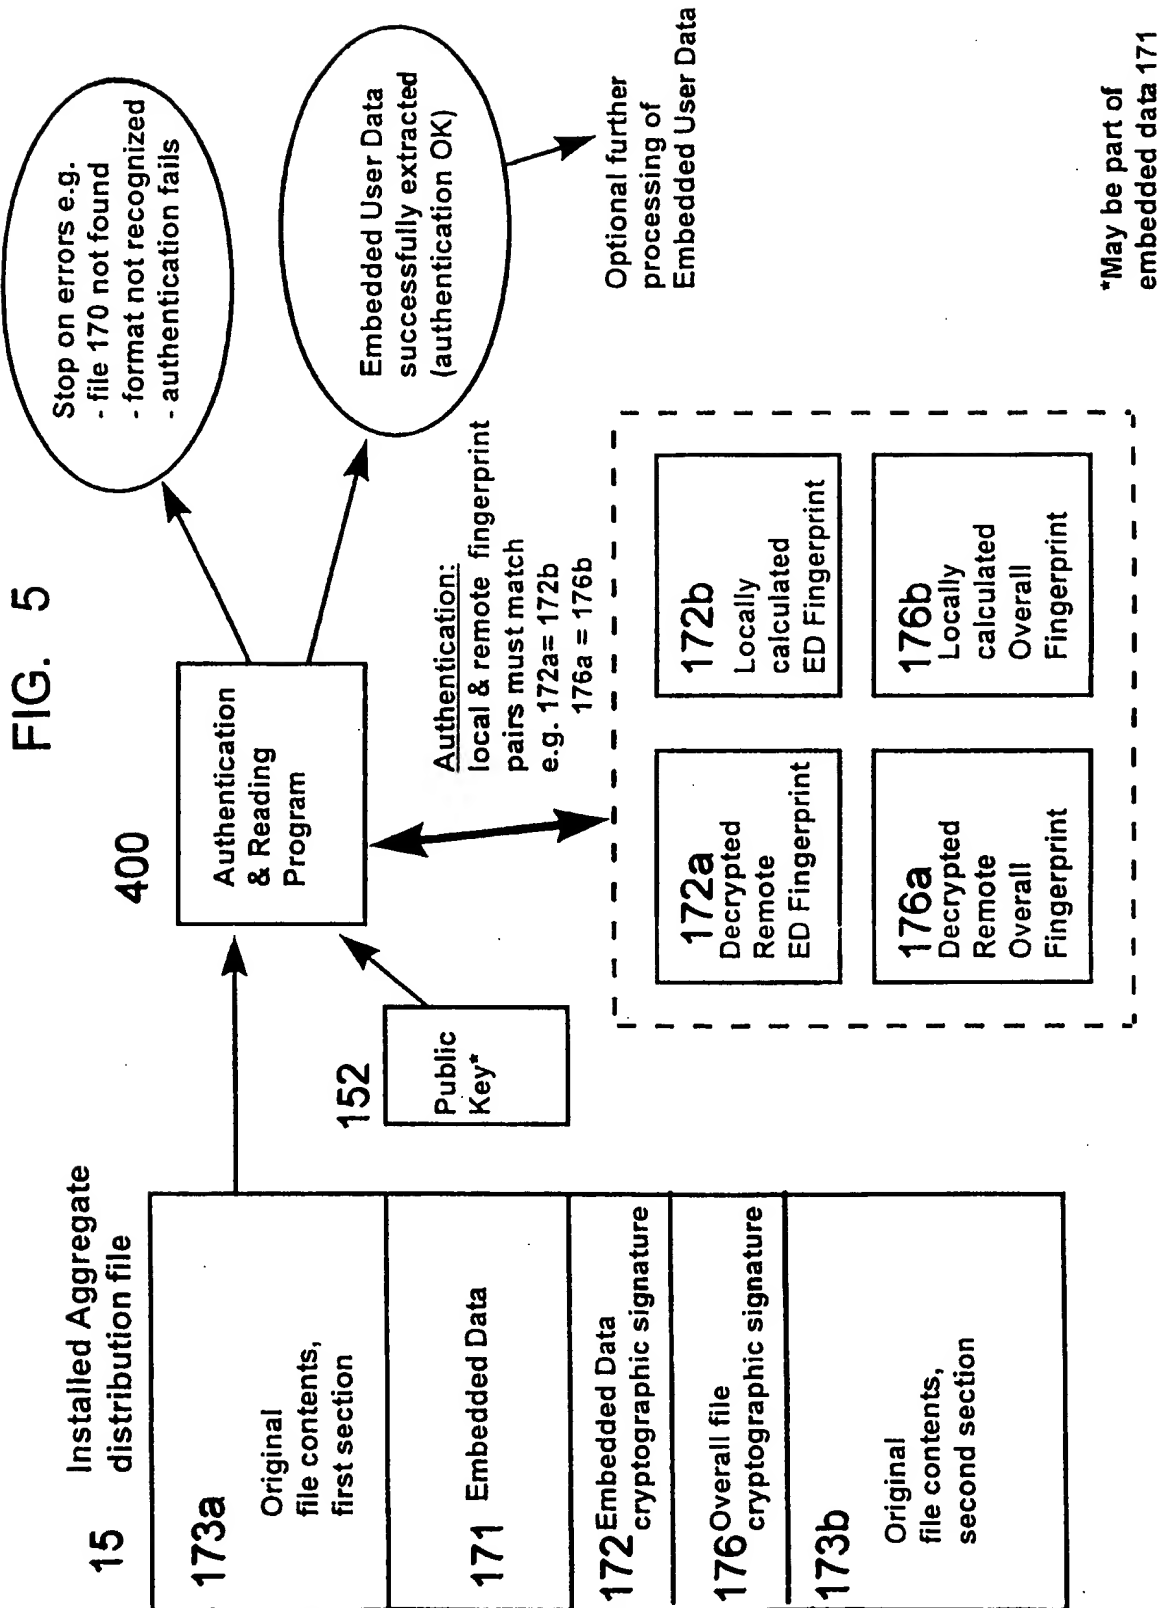 FIG. 5
15 Installed Aggregate
distribution file
173a
Original
file contents,
first section
171 Embedded Data
172 Embedded Data
cryptographic signature
176 Overall file
cryptographic signature
173b
Original
file contents,
second section
152
Public
Key*
400
Authentication
& Reading
Program
Stop on errors e.g.
- file 170 not found
- format not recognized
- authentication fails
Embedded User Data
successfully extracted
(authentication OK)
Optional further
processing of
Embedded User Data
Authentication:
local & remote fingerprint
pairs must match
e.g. 172a= 172b
176a = 176b
172a
Decrypted
Remote
ED Fingerprint
172b
Locally
calculated
ED Fingerprint
176a
Decrypted
Remote
Overall
Fingerprint
176b
Locally
calculated
Overall
Fingerprint
*May be part of
embedded data 171